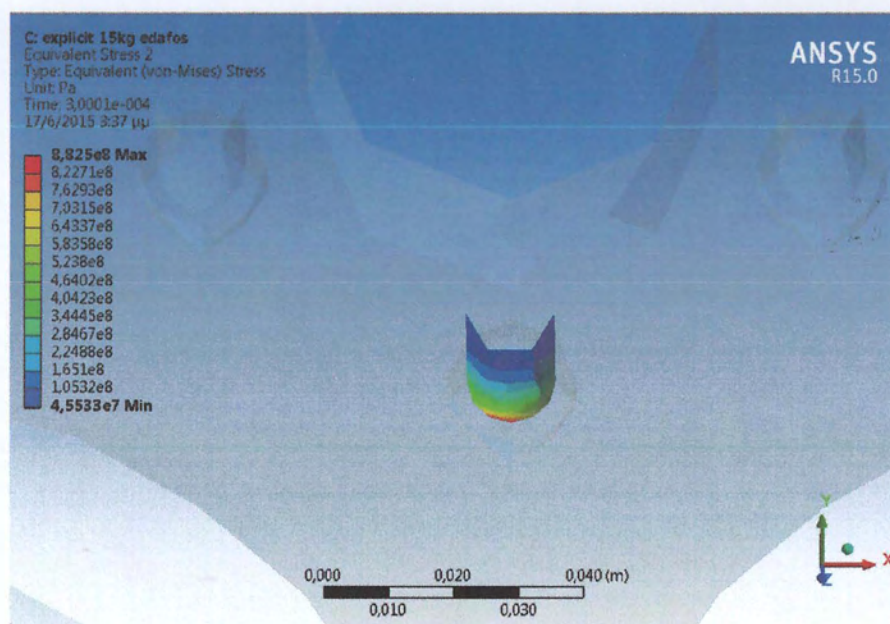 C: explicit 15kg edafos
Equivalent Stress 2
Type: Equivalent (von-Mises) Stress
Unit: Pa
Time: 3,0001e-004
17/6/2015 3:37 μμ
8,825e8 Max
8,2271e8
7,6293e8
7,0315e8
6,4337e8
5,8358e8
5,238e8
4,6402e8
4,0423e8
3,4445e8
2,8467e8
2,2488e8
1,651e8
1,0532e8
4,5533e7 Min
ANSYS
R15.0
0,000 0,020 0,040 (m)
0,010 0,030
Y
X
Z